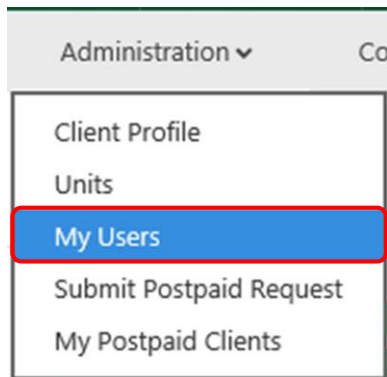 Administration Co
Client Profile
Units
My Users
Submit Postpaid Request
My Postpaid Clients